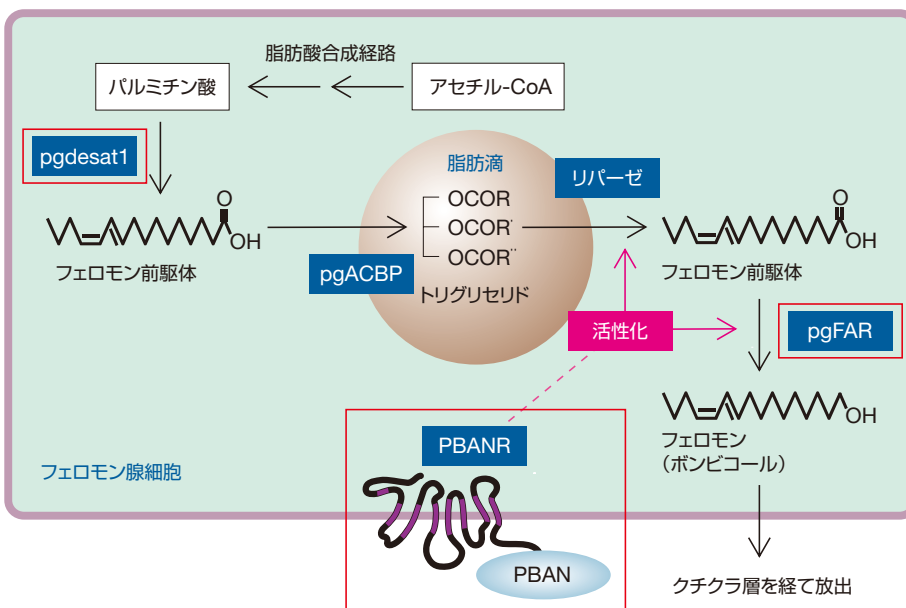 脂肪酸合成経路
パルミチン酸
アセチル-CoA
pgdesat1
脂肪滴
リパーゼ
OCOR
OCOR'
OCOR''
O
OH
フェロモン前駆体
pgACBP
トリグリセリド
O
OH
フェロモン前駆体
活性化
pgFAR
OH
フェロモン
（ボンビコール）
PBANR
フェロモン腺細胞
PBAN
クチクラ層を経て放出